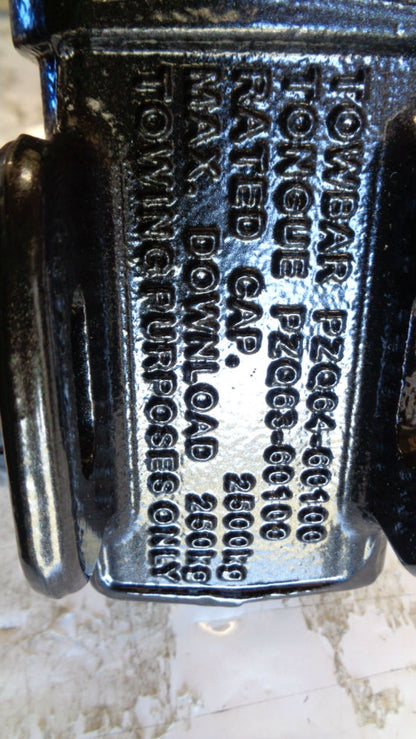 TOWBAR PZQ64-60100
TONGUE PZQ63-60100
RATED CAP. 2500kg
MAX. DOWNLOAD 250kg
TOWING PURPOSES ONLY